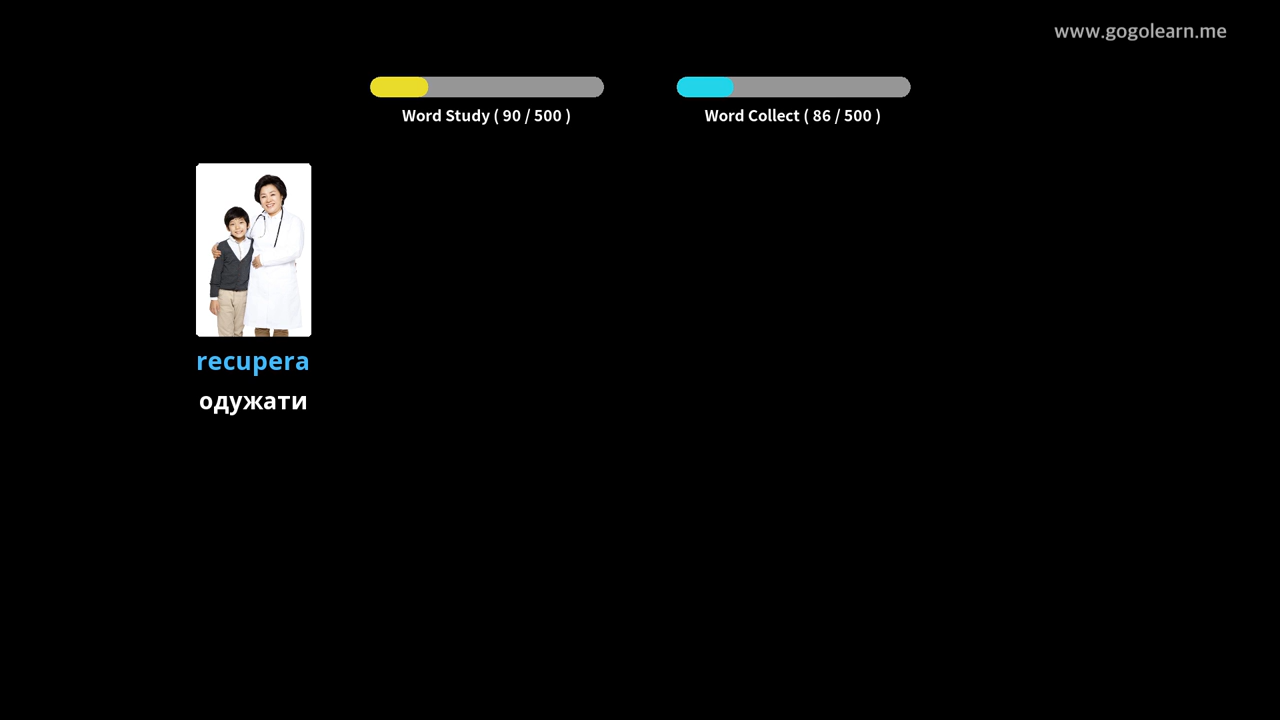 www.gogolearn.me
Word Study ( 90 / 500 )
Word Collect ( 86 / 500 )
recupera
одужати